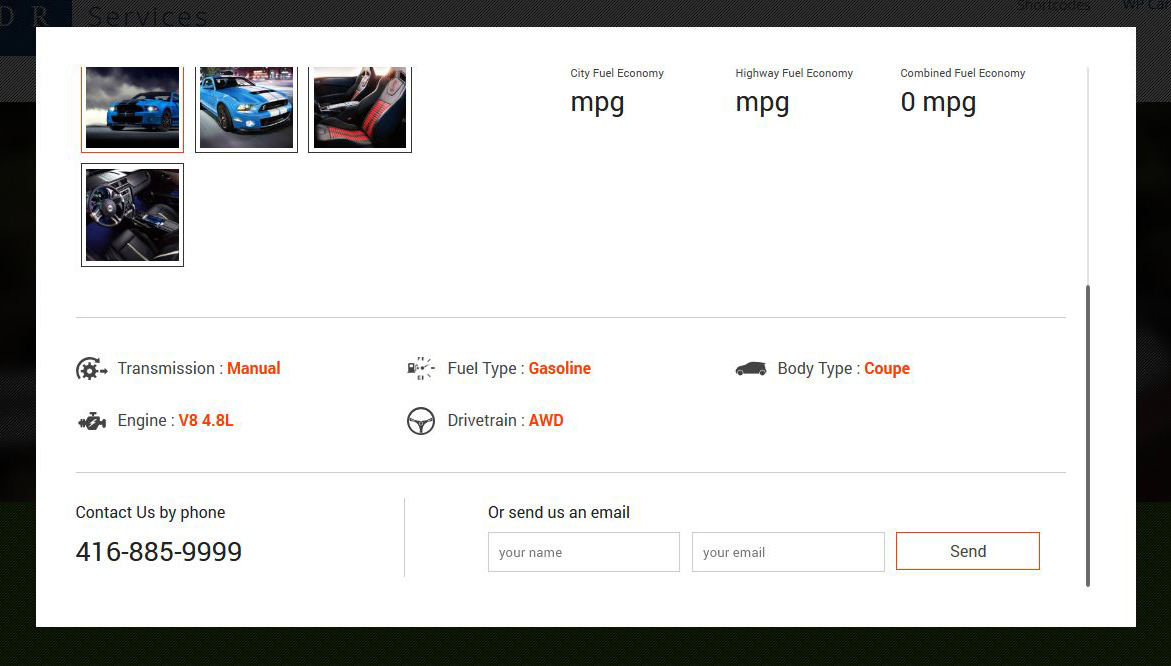 D R
Services
Shortcodes
WP Car
City Fuel Economy
Highway Fuel Economy
Combined Fuel Economy
mpg
mpg
0 mpg
Transmission : Manual
Fuel Type : Gasoline
Body Type : Coupe
Engine : V8 4.8L
Drivetrain : AWD
Contact Us by phone
Or send us an email
416-885-9999
your name
your email
Send